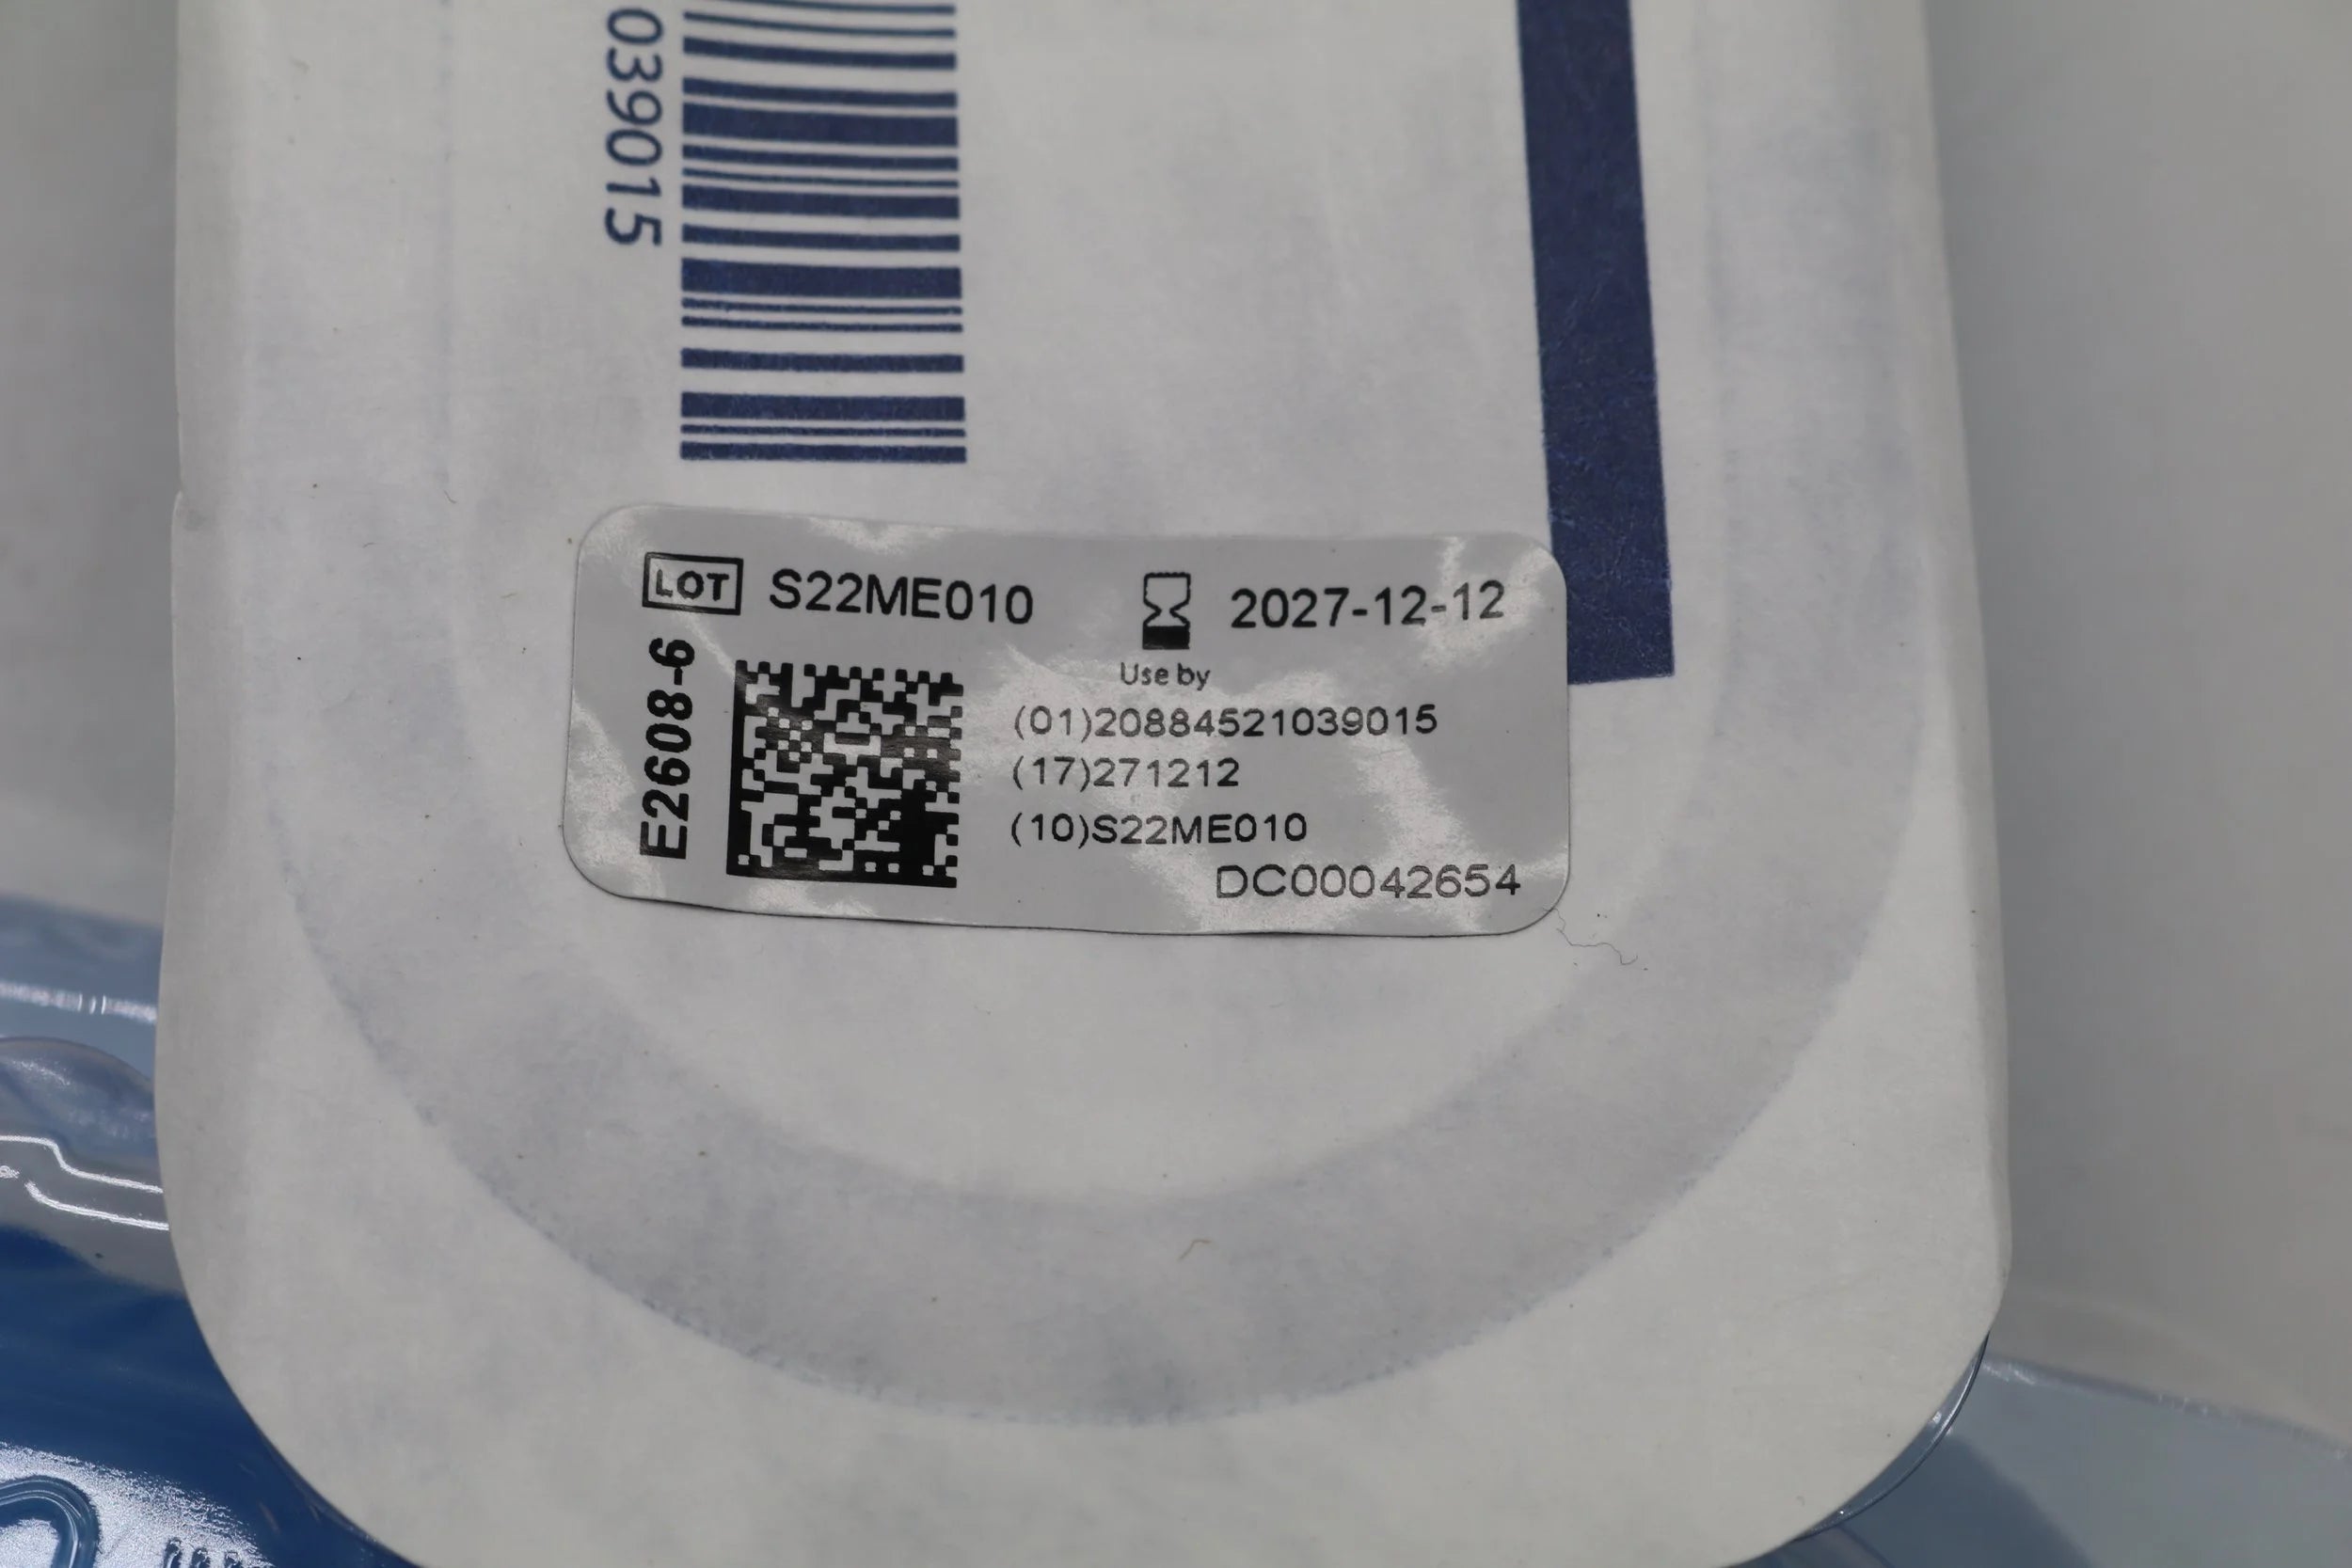 039015
LOT S22ME010
2027-12-12
Use by
E2608-6
(01)20884521039015
(17)271212
(10)S22ME010
DC00042654